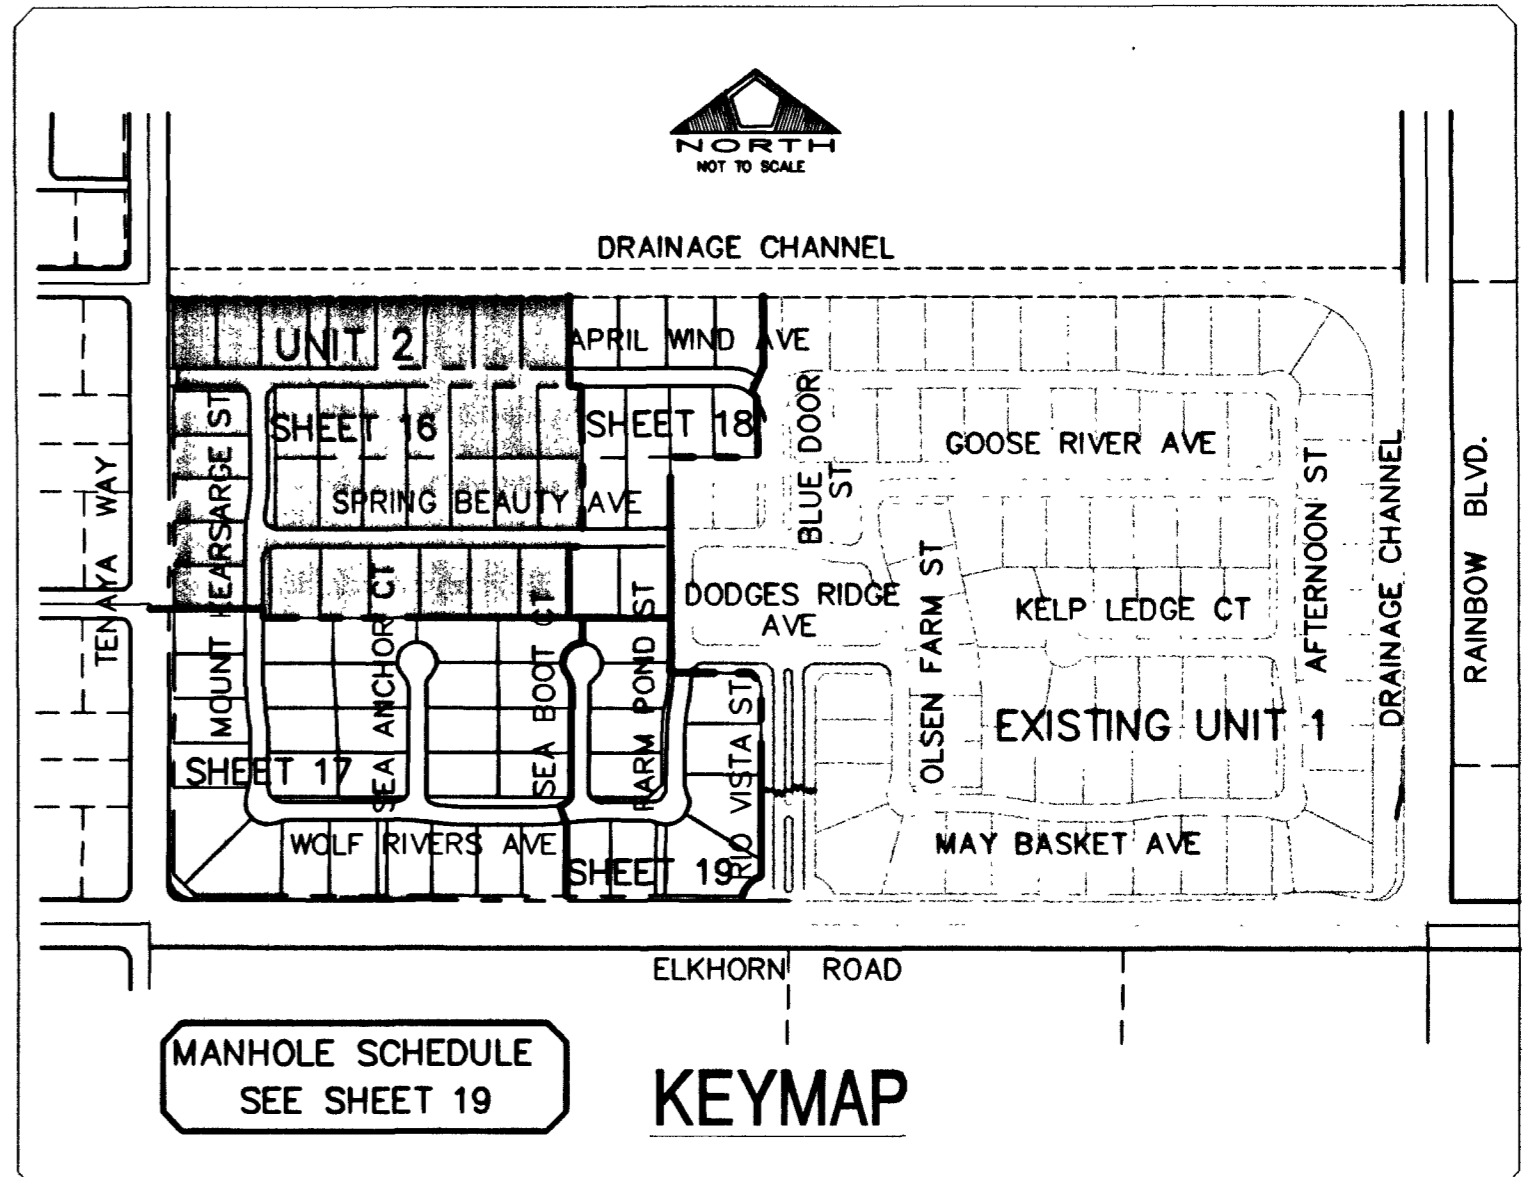 NORTH
NOT TO SCALE
DRAINAGE CHANNEL
UNIT 2
APRIL WIND AVE
SHEET 16
SHEET 18
BLUE DOOR
ST
GOOSE RIVER AVE
SPRING BEAUTY AVE
TENAYA WAY
MOUNT KEARSARGE ST
SEA ANCHOR CT
SEA BOOT CT
FARM POND ST
DODGES RIDGE
AVE
OLSEN FARM ST
KELP LEDGE CT
AFTERNOON ST
DRAINAGE CHANNEL
RAINBOW BLVD.
EXISTING UNIT 1
SHEET 17
RIO VISTA ST
WOLF RIVERS AVE
SHEET 19
MAY BASKET AVE
ELKHORN ROAD
MANHOLE SCHEDULE
SEE SHEET 19
KEYMAP